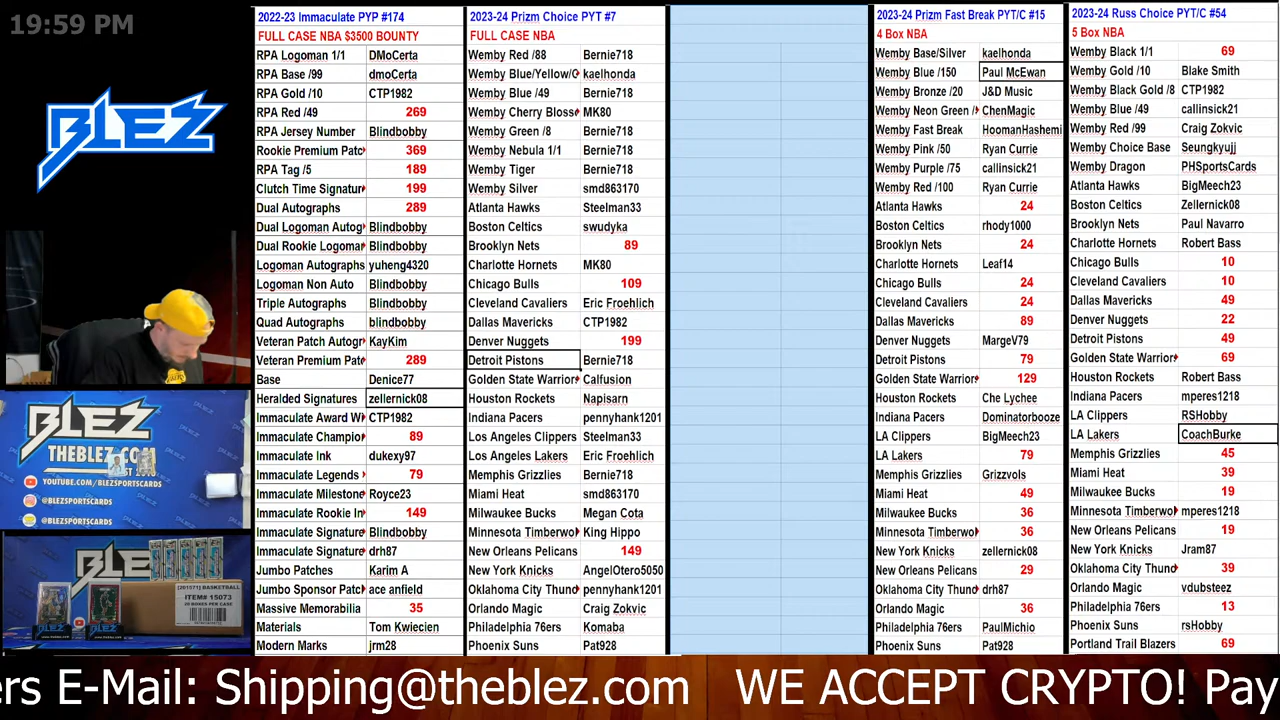 19:59 PM
BLEZ
BLEZ
THEBLEZ.COM
YOUTUBE.COM/BLEZSPORTSCARDS
@BLEZSPORTSCARDS
@BLEZSPORTSCARDS
[201571] BASKETBALL
ITEM# 15073
20 BOXES PER CASE
2022-23 Immaculate PYP #174
FULL CASE NBA $3500 BOUNTY
RPA Logoman 1/1 DMoCerta
RPA Base /99 dmoCerta
RPA Gold /10 CTP1982
RPA Red /49 269
RPA Jersey Number Blindbobby
Rookie Premium Patc 369
RPA Tag /5 189
Clutch Time Signatur 199
Dual Autographs 289
Dual Logoman Autog Blindbobby
Dual Rookie Logomar Blindbobby
Logoman Autographs yuheng4320
Logoman Non Auto Blindbobby
Triple Autographs Blindbobby
Quad Autographs blindbobby
Veteran Patch Autogr KayKim
Veteran Premium Pat 289
Base Denice77
Heralded Signatures zellernick08
Immaculate Award Wi CTP1982
Immaculate Champio 89
Immaculate Ink dukexy97
Immaculate Legends 79
Immaculate Milestone Royce23
Immaculate Rookie In 149
Immaculate Signature Blindbobby
Immaculate Signature drh87
Jumbo Patches Karim A
Jumbo Sponsor Patc ace anfield
Massive Memorabilia 35
Materials Tom Kwiecien
Modern Marks jrm28
2023-24 Prizm Choice PYT #7
FULL CASE NBA
Wemby Red /88 Bernie718
Wemby Blue/Yellow/G kaelhonda
Wemby Blue /49 Bernie718
Wemby Cherry Bloss MK80
Wemby Green /8 Bernie718
Wemby Nebula 1/1 Bernie718
Wemby Tiger Bernie718
Wemby Silver smd863170
Atlanta Hawks Steelman33
Boston Celtics swudyka
Brooklyn Nets 89
Charlotte Hornets MK80
Chicago Bulls 109
Cleveland Cavaliers Eric Froehlich
Dallas Mavericks CTP1982
Denver Nuggets 199
Detroit Pistons Bernie718
Golden State Warrior Calfusion
Houston Rockets Napisarn
Indiana Pacers pennyhank1201
Los Angeles Clippers Steelman33
Los Angeles Lakers Eric Froehlich
Memphis Grizzlies Bernie718
Miami Heat smd863170
Milwaukee Bucks Megan Cota
Minnesota Timberwo King Hippo
New Orleans Pelicans 149
New York Knicks AngelOtero5050
Oklahoma City Thund pennyhank1201
Orlando Magic Craig Zokvic
Philadelphia 76ers Komaba
Phoenix Suns Pat928
2023-24 Prizm Fast Break PYT/C #15
4 Box NBA
Wemby Base/Silver kaelhonda
Wemby Blue /150 Paul McEwan
Wemby Bronze /20 J&D Music
Wemby Neon Green / ChenMagic
Wemby Fast Break HoomanHashemi
Wemby Pink /50 Ryan Currie
Wemby Purple /75 callinsick21
Wemby Red /100 Ryan Currie
Atlanta Hawks 24
Boston Celtics rhody1000
Brooklyn Nets 24
Charlotte Hornets Leaf14
Chicago Bulls 24
Cleveland Cavaliers 24
Dallas Mavericks 89
Denver Nuggets MargeV79
Detroit Pistons 79
Golden State Warrior 129
Houston Rockets Che Lychee
Indiana Pacers Dominatorbooze
LA Clippers BigMeech23
LA Lakers 79
Memphis Grizzlies Grizzvols
Miami Heat 49
Milwaukee Bucks 36
Minnesota Timberwo 36
New York Knicks zellernick08
New Orleans Pelicans 29
Oklahoma City Thun drh87
Orlando Magic 36
Philadelphia 76ers PaulMichio
Phoenix Suns Pat928
2023-24 Russ Choice PYT/C #54
5 Box NBA
Wemby Black 1/1 69
Wemby Gold /10 Blake Smith
Wemby Black Gold /8 CTP1982
Wemby Blue /49 callinsick21
Wemby Red /99 Craig Zokvic
Wemby Choice Base Seungkyujj
Wemby Dragon PHSportsCards
Atlanta Hawks BigMeech23
Boston Celtics Zellernick08
Brooklyn Nets Paul Navarro
Charlotte Hornets Robert Bass
Chicago Bulls 10
Cleveland Cavaliers 10
Dallas Mavericks 49
Denver Nuggets 22
Detroit Pistons 49
Golden State Warrior 69
Houston Rockets Robert Bass
Indiana Pacers mperes1218
LA Clippers RSHobby
LA Lakers CoachBurke
Memphis Grizzlies 45
Miami Heat 39
Milwaukee Bucks 19
Minnesota Timberwo mperes1218
New Orleans Pelicans 19
New York Knicks Jram87
Oklahoma City Thund 39
Orlando Magic vdubsteez
Philadelphia 76ers 13
Phoenix Suns rsHobby
Portland Trail Blazers 69
ers E-Mail: Shipping@theblez.com WE ACCEPT CRYPTO! Pay